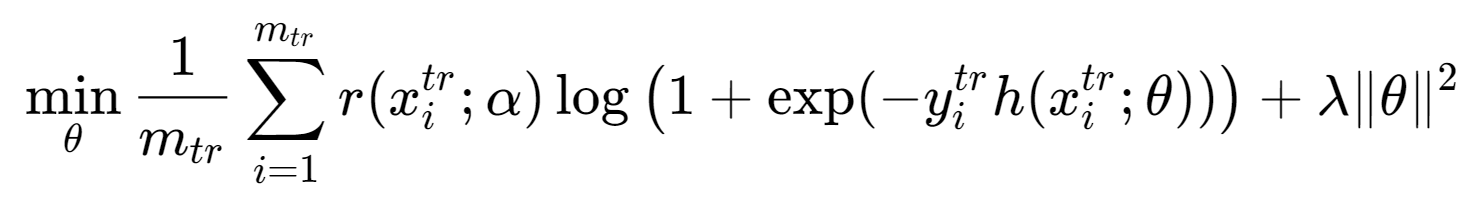 $$\min_{\theta} \frac{1}{m_{tr}} \sum_{i=1}^{m_{tr}} r(x_i^{tr}; \alpha) \log \left(1 + \exp(-y_i^{tr} h(x_i^{tr}; \theta))\right) + \lambda \|\theta\|^2$$